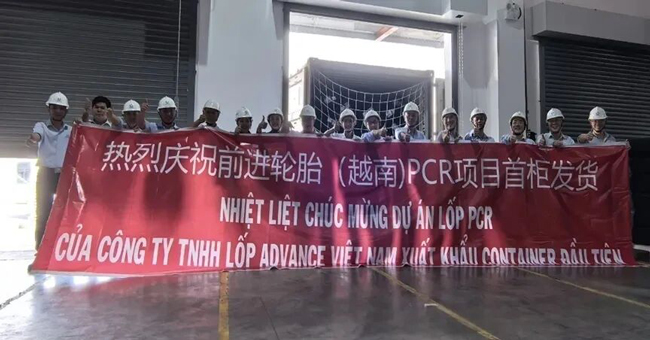 热烈庆祝前进轮胎（越南)PCR项目首柜发货
NHIỆT LIỆT CHÚC MỪNG DỰ ÁN LỐP PCR
CỦA CÔNG TY TNHH LỐP ADVANCE VIỆT NAM XUẤT KHẨU CONTAINER ĐẦU TIÊN